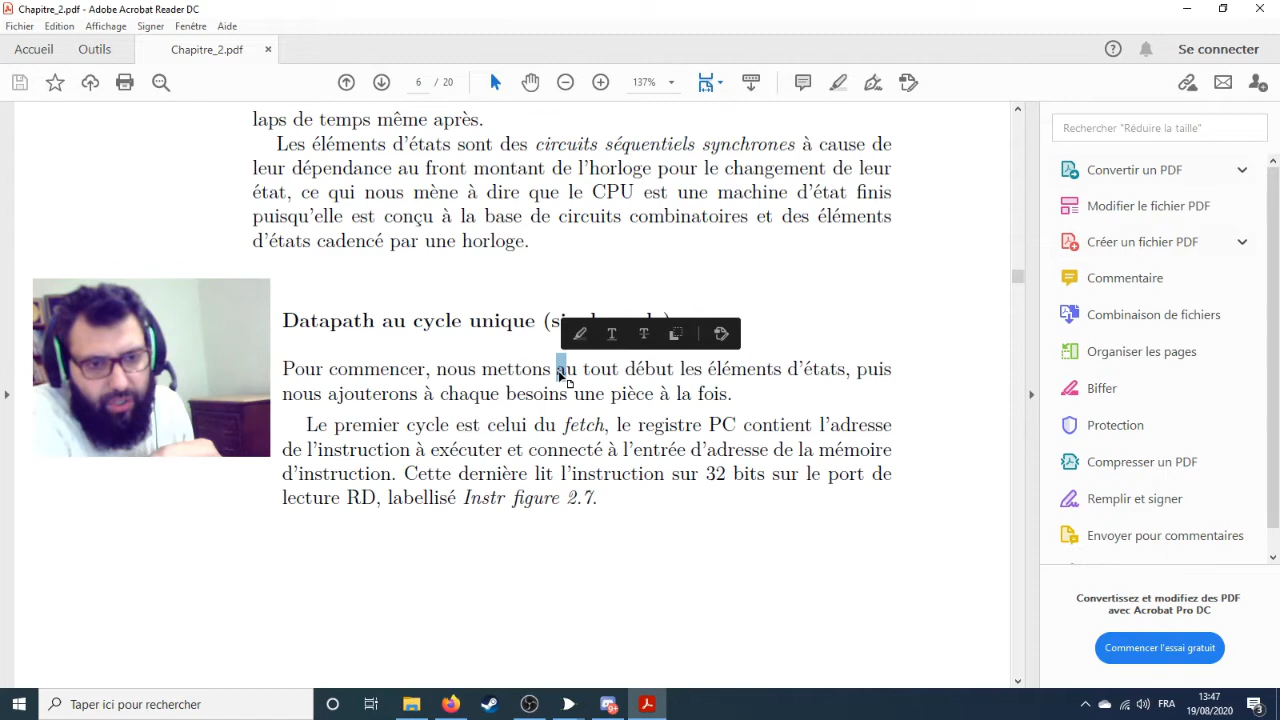 Chapitre_2.pdf - Adobe Acrobat Reader DC
Fichier Edition Affichage Signer Fenêtre Aide
Accueil Outils Chapitre_2.pdf × Se connecter
6 / 20 137%
laps de temps même après.
Les éléments d'états sont des circuits séquentiels synchrones à cause de
leur dépendance au front montant de l'horloge pour le changement de leur
état, ce qui nous mène à dire que le CPU est une machine d'état finis
puisqu'elle est conçu à la base de circuits combinatoires et des éléments
d'états cadencé par une horloge.
Datapath au cycle unique
Pour commencer, nous mettons au tout début les éléments d'états, puis
nous ajouterons à chaque besoins une pièce à la fois.
Le premier cycle est celui du fetch, le registre PC contient l'adresse
de l'instruction à exécuter et connecté à l'entrée d'adresse de la mémoire
d'instruction. Cette dernière lit l'instruction sur 32 bits sur le port de
lecture RD, labellisé Instr figure 2.7.
Rechercher "Réduire la taille"
Convertir un PDF
Modifier le fichier PDF
Créer un fichier PDF
Commentaire
Combinaison de fichiers
Organiser les pages
Biffer
Protection
Compresser un PDF
Remplir et signer
Envoyer pour commentaires
Convertissez et modifiez des PDF
avec Acrobat Pro DC
Commencer l'essai gratuit
Taper ici pour rechercher
FRA
13:47
19/08/2020